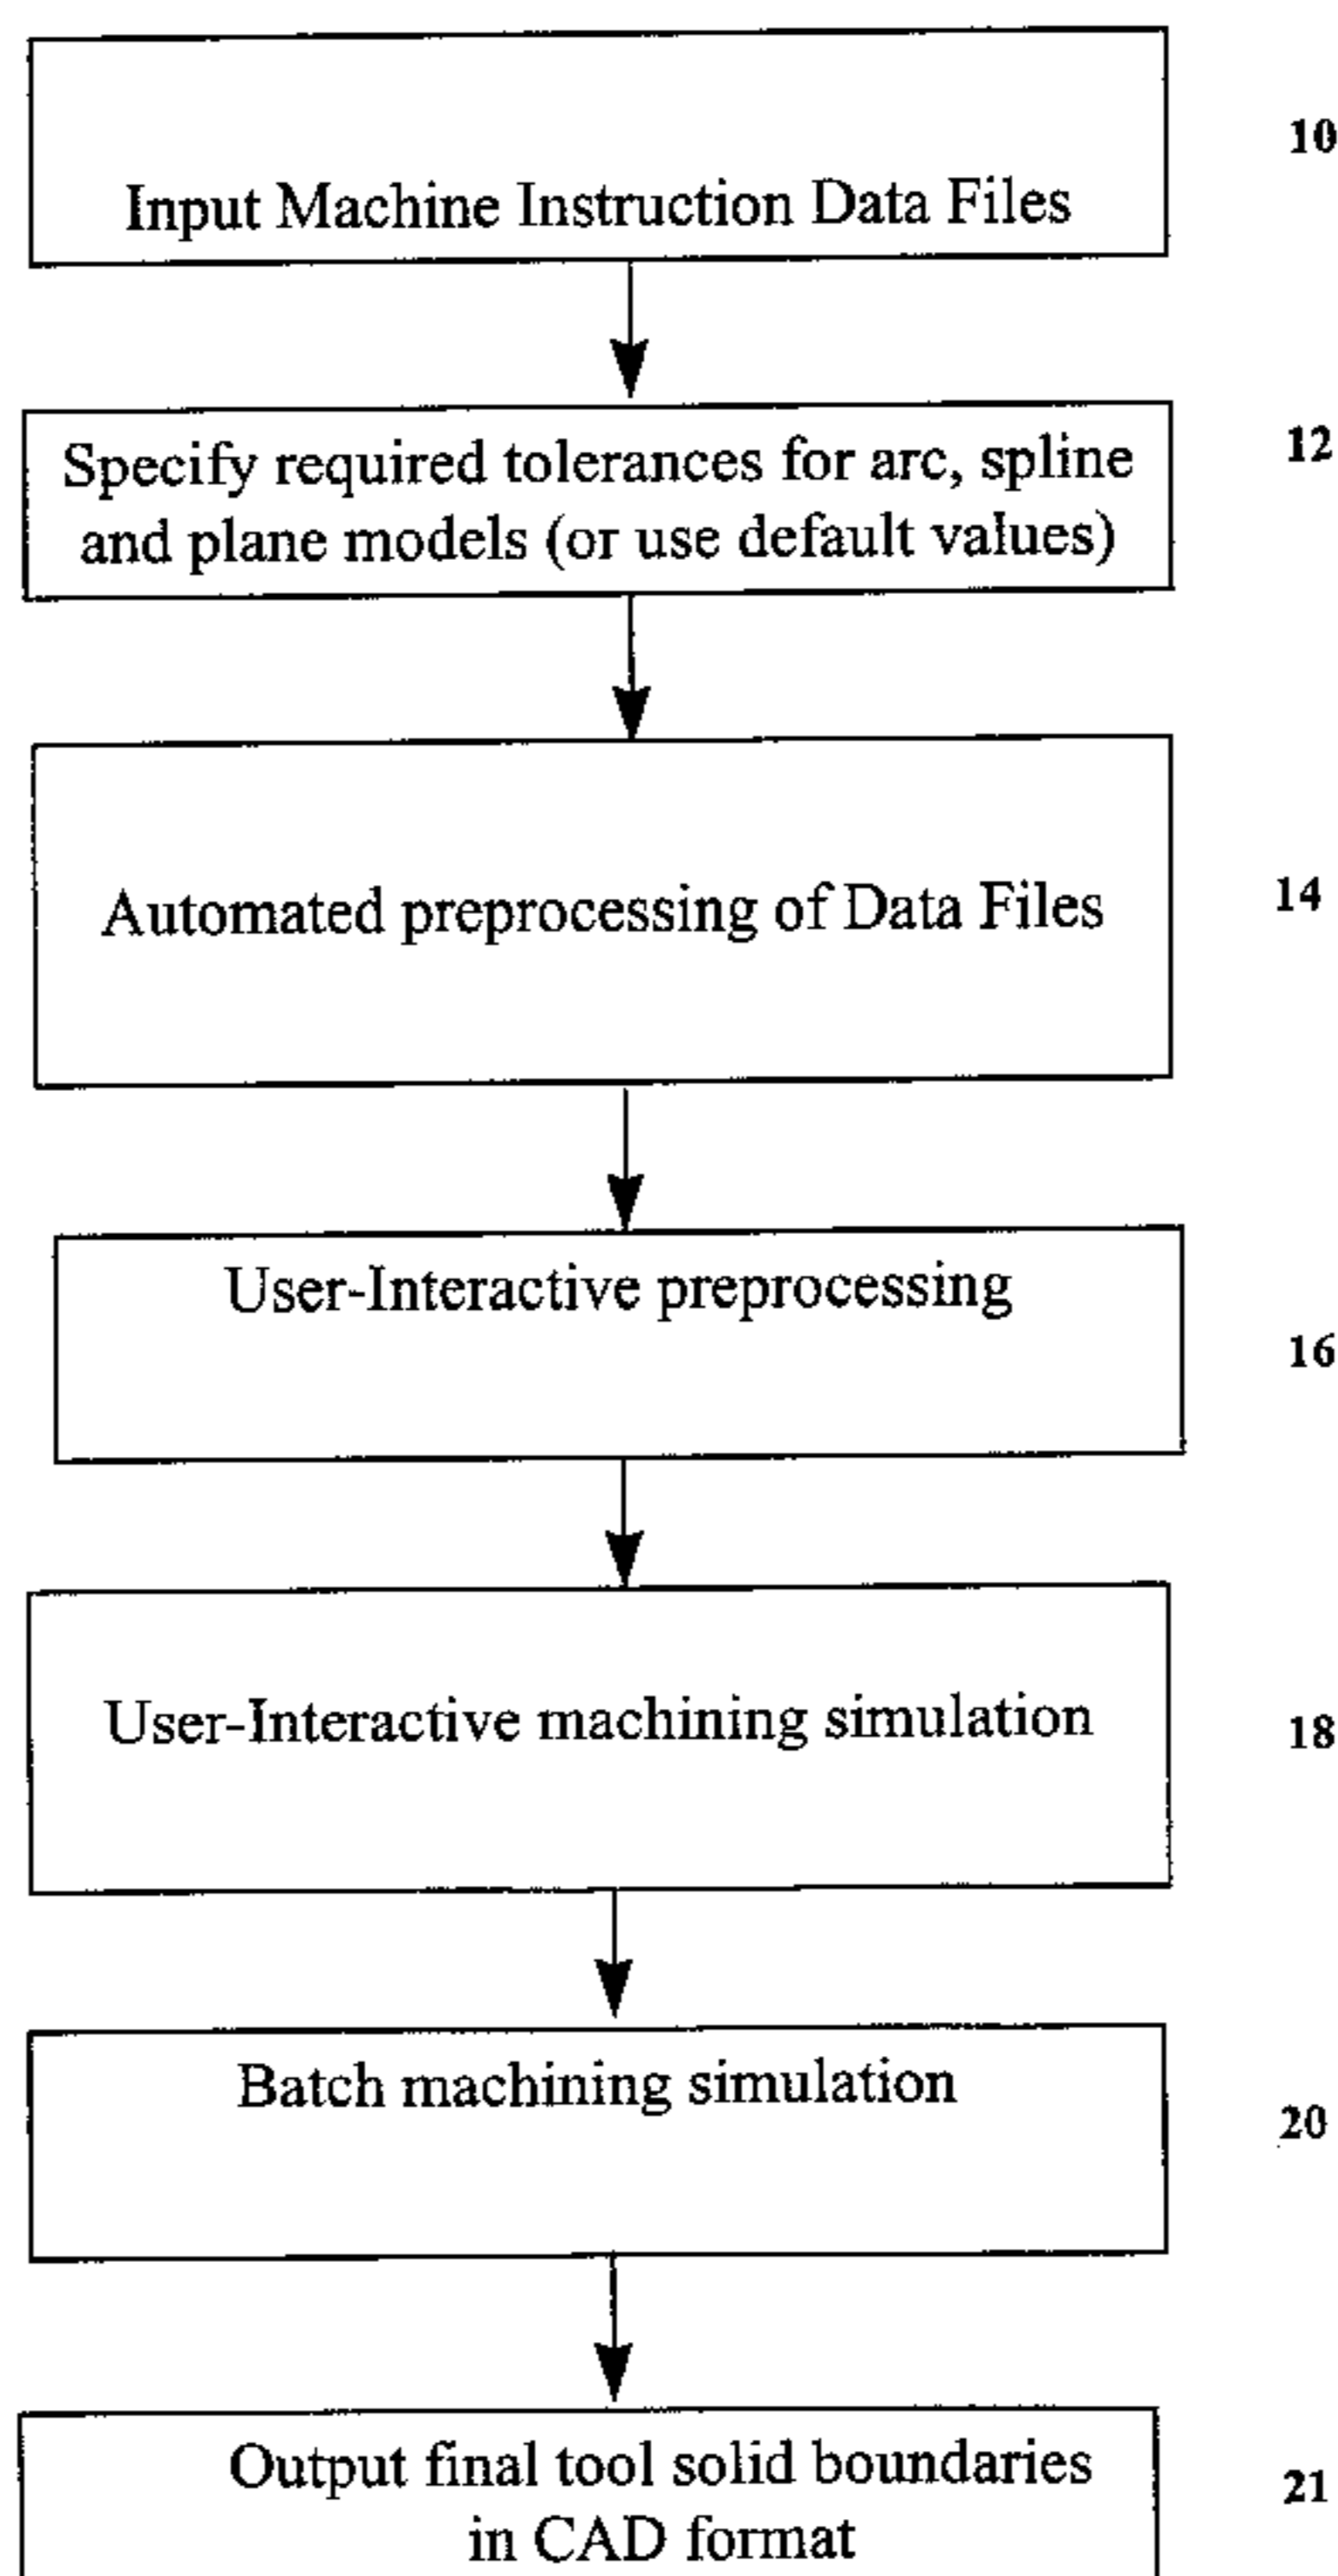 10
Input Machine Instruction Data Files
12
Specify required tolerances for arc, spline
and plane models (or use default values)
14
Automated preprocessing of Data Files
User-Interactive preprocessing
16
User-Interactive machining simulation
18
Batch machining simulation
20
Output final tool solid boundaries
21
in CAD format